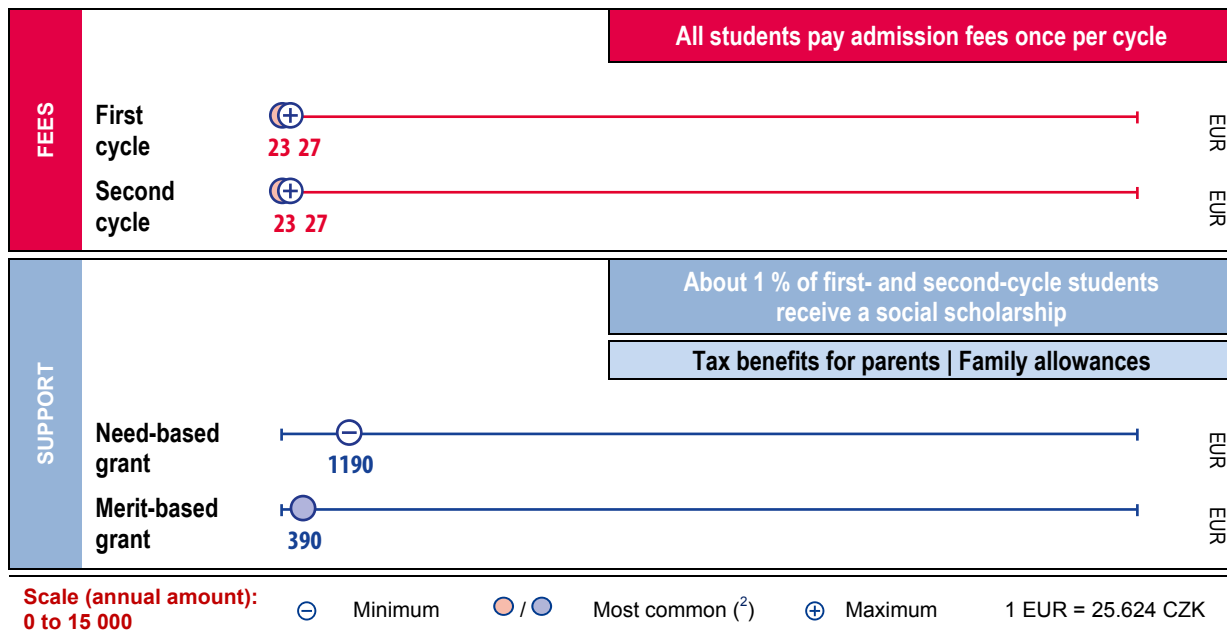 All students pay admission fees once per cycle
FEES
First
cycle
23 27
EUR
Second
cycle
23 27
EUR
About 1 % of first- and second-cycle students
receive a social scholarship
Tax benefits for parents | Family allowances
SUPPORT
Need-based
grant
1190
EUR
Merit-based
grant
390
EUR
Scale (annual amount):
0 to 15 000
Minimum
/
Most common (²)
Maximum
1 EUR = 25.624 CZK